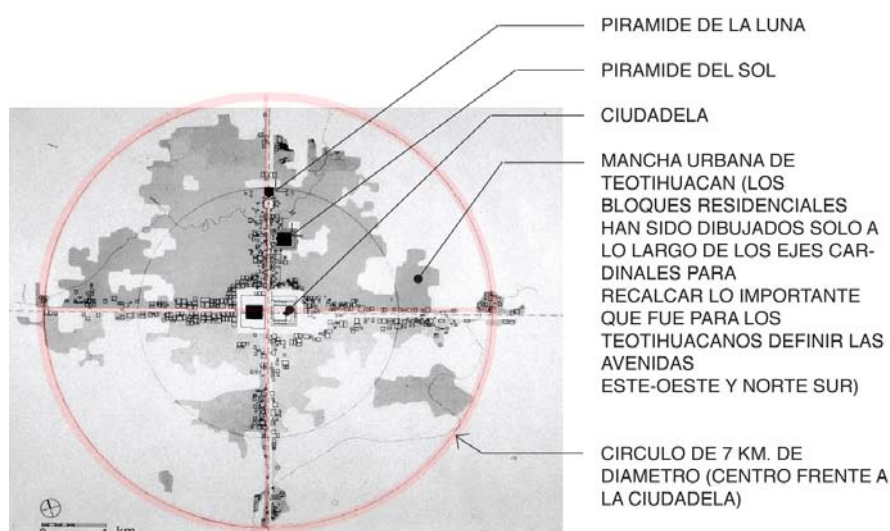 PIRAMIDE DE LA LUNA
PIRAMIDE DEL SOL
CIUDADELA
MANCHA URBANA DE
TEOTIHUACAN (LOS
BLOQUES RESIDENCIALES
HAN SIDO DIBUJADOS SOLO A
LO LARGO DE LOS EJES CAR-
DINALES PARA
RECALCAR LO IMPORTANTE
QUE FUE PARA LOS
TEOTIHUACANOS DEFINIR LAS
AVENIDAS
ESTE-OESTE Y NORTE SUR)
CIRCULO DE 7 KM. DE
DIAMETRO (CENTRO FRENTE A
LA CIUDADELA)
0 1 km